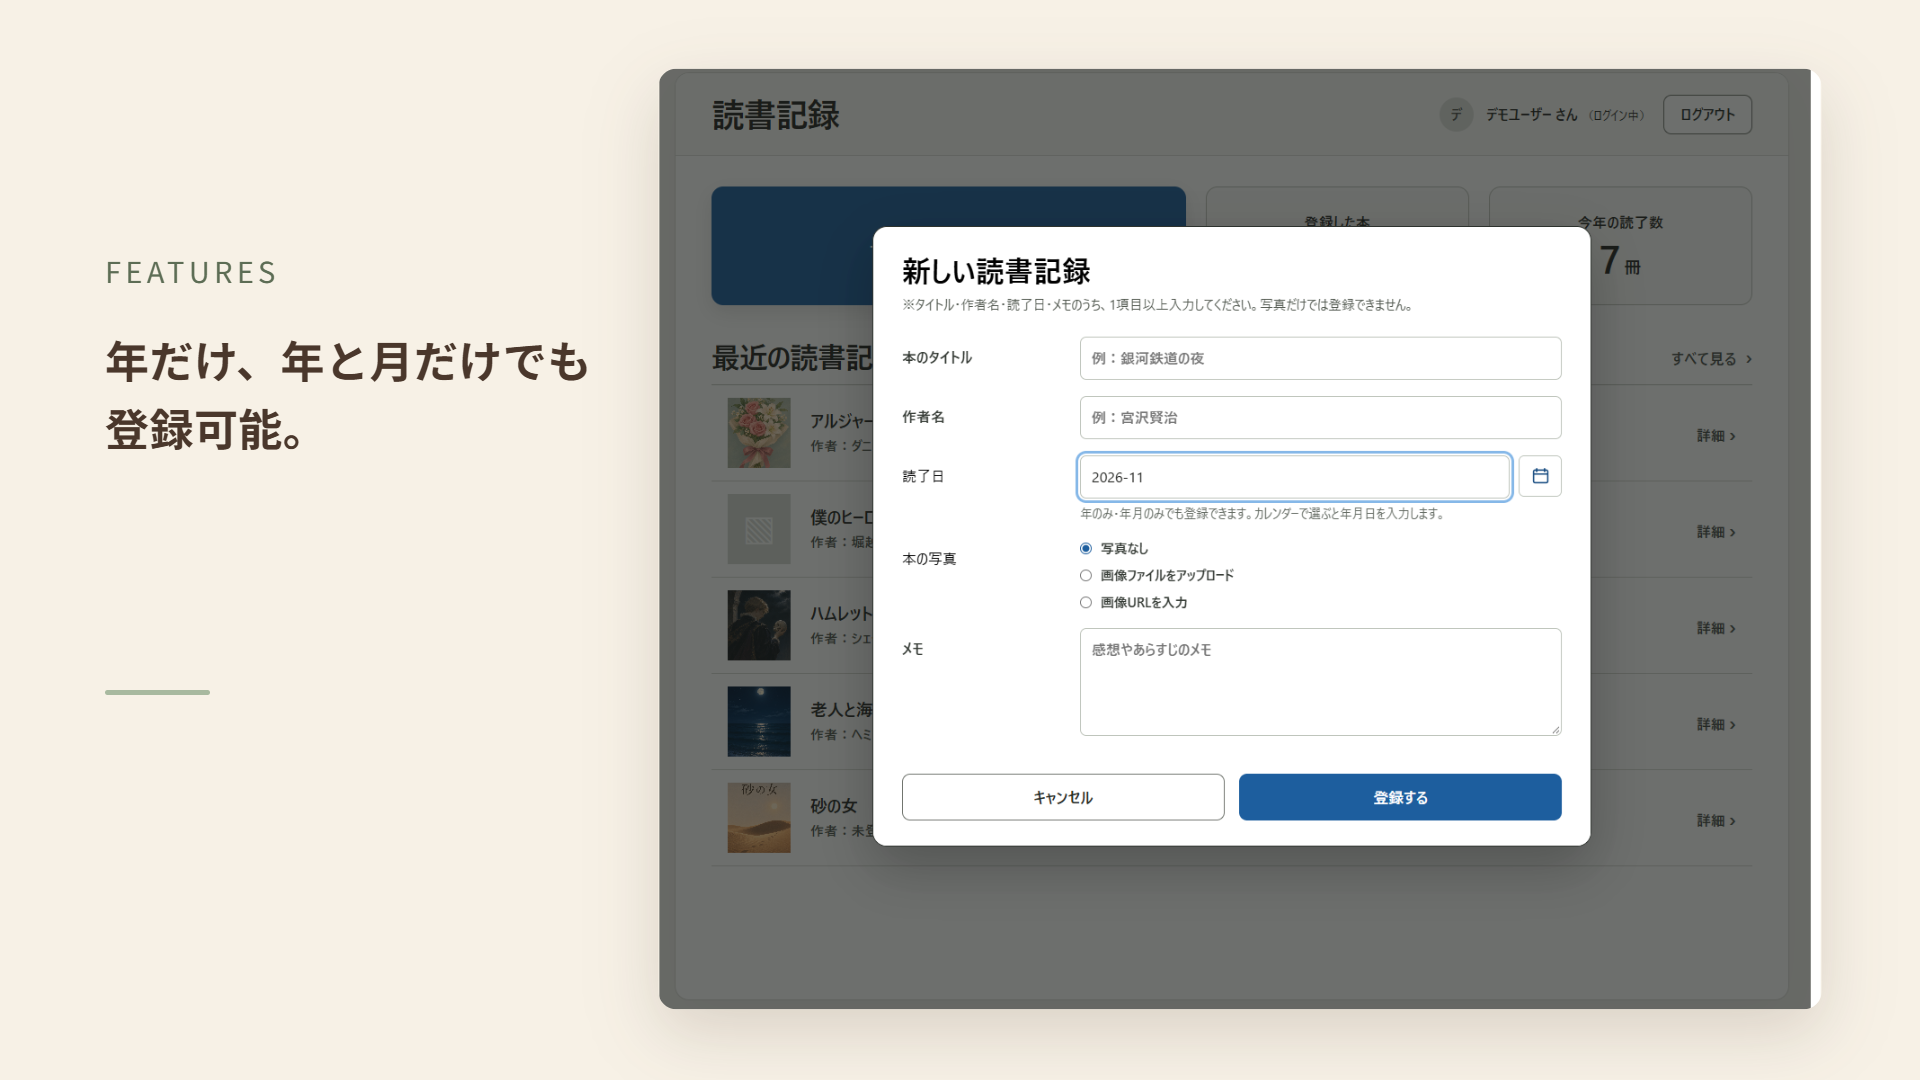 FEATURES
年だけ、年と月だけでも
登録可能。
読書記録
デ
デモユーザー さん (ログイン中)
ログアウト
登録した本
今年の読了数
7 冊
最近の読書記
すべて見る ›
アルジャー
作者：ダニ
詳細 ›
僕のヒーロ
作者：堀越
詳細 ›
ハムレット
作者：シェ
詳細 ›
老人と海
作者：ヘミ
詳細 ›
砂の女
砂の女
作者：未登
詳細 ›
新しい読書記録
※タイトル・作者名・読了日・メモのうち、1項目以上入力してください。写真だけでは登録できません。
本のタイトル
例：銀河鉄道の夜
作者名
例：宮沢賢治
読了日
2026-11
年のみ・年月のみでも登録できます。カレンダーで選ぶと年月日を入力します。
本の写真
写真なし
画像ファイルをアップロード
画像URLを入力
メモ
感想やあらすじのメモ
キャンセル
登録する